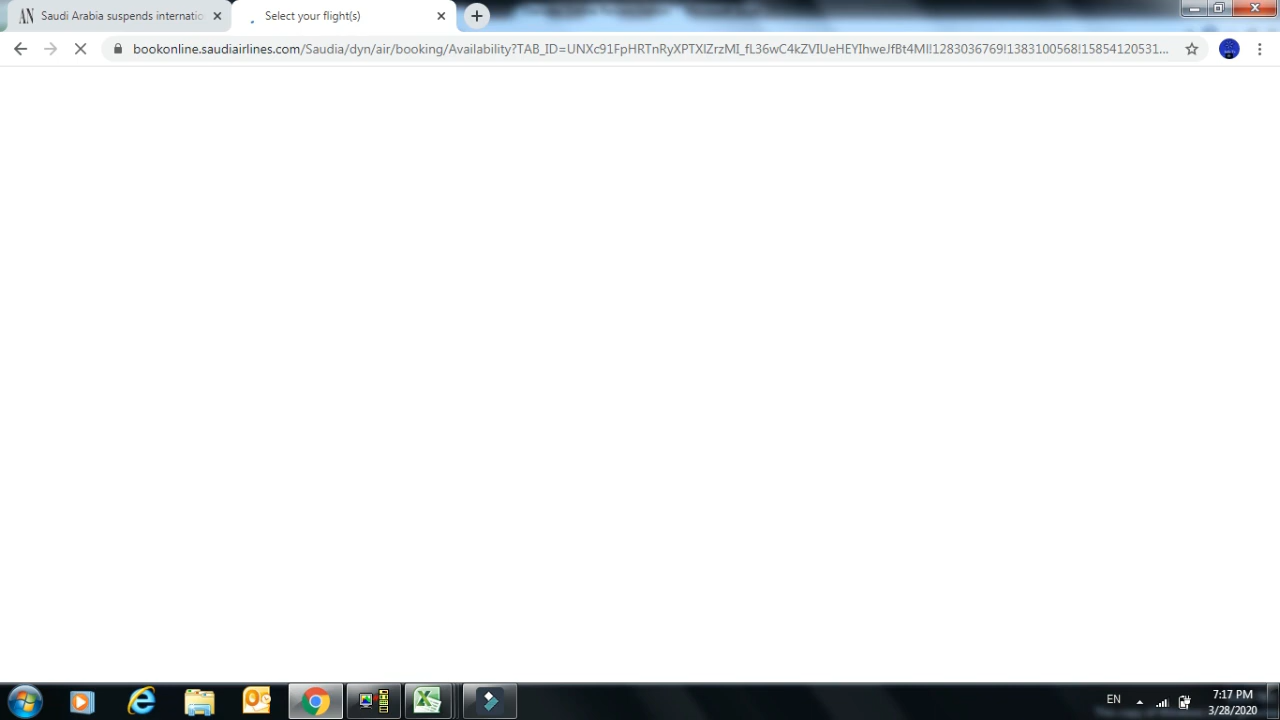 AN Saudi Arabia suspends internatio
Select your flight(s)
bookonline.saudiairlines.com/Saudia/dyn/air/booking/Availability?TAB_ID=UNXc91FpHRTnRyXPTXlZrzMI_fL36wC4kZVIUeHEYIhweJfBt4MI!1283036769!1383100568!15854120531...
EN
7:17 PM
3/28/2020